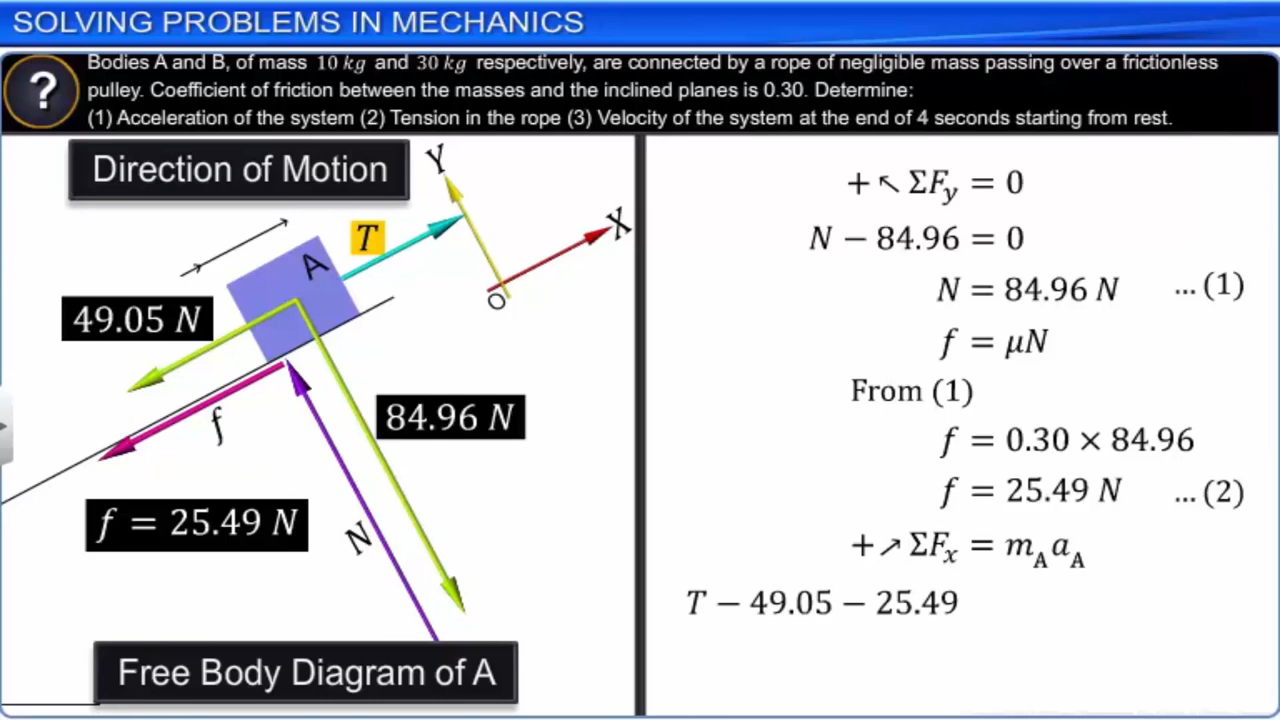 SOLVING PROBLEMS IN MECHANICS
?
Bodies A and B, of mass 10 kg and 30 kg respectively, are connected by a rope of negligible mass passing over a frictionless
pulley. Coefficient of friction between the masses and the inclined planes is 0.30. Determine:
(1) Acceleration of the system (2) Tension in the rope (3) Velocity of the system at the end of 4 seconds starting from rest.
Direction of Motion
Y
X
O
T
A
49.05 N
84.96 N
f
f = 25.49 N
N
Free Body Diagram of A
+↖ ΣF_y = 0
N − 84.96 = 0
N = 84.96 N ... (1)
f = μN
From (1)
f = 0.30 × 84.96
f = 25.49 N ... (2)
+↗ ΣF_x = m_A a_A
T − 49.05 − 25.49